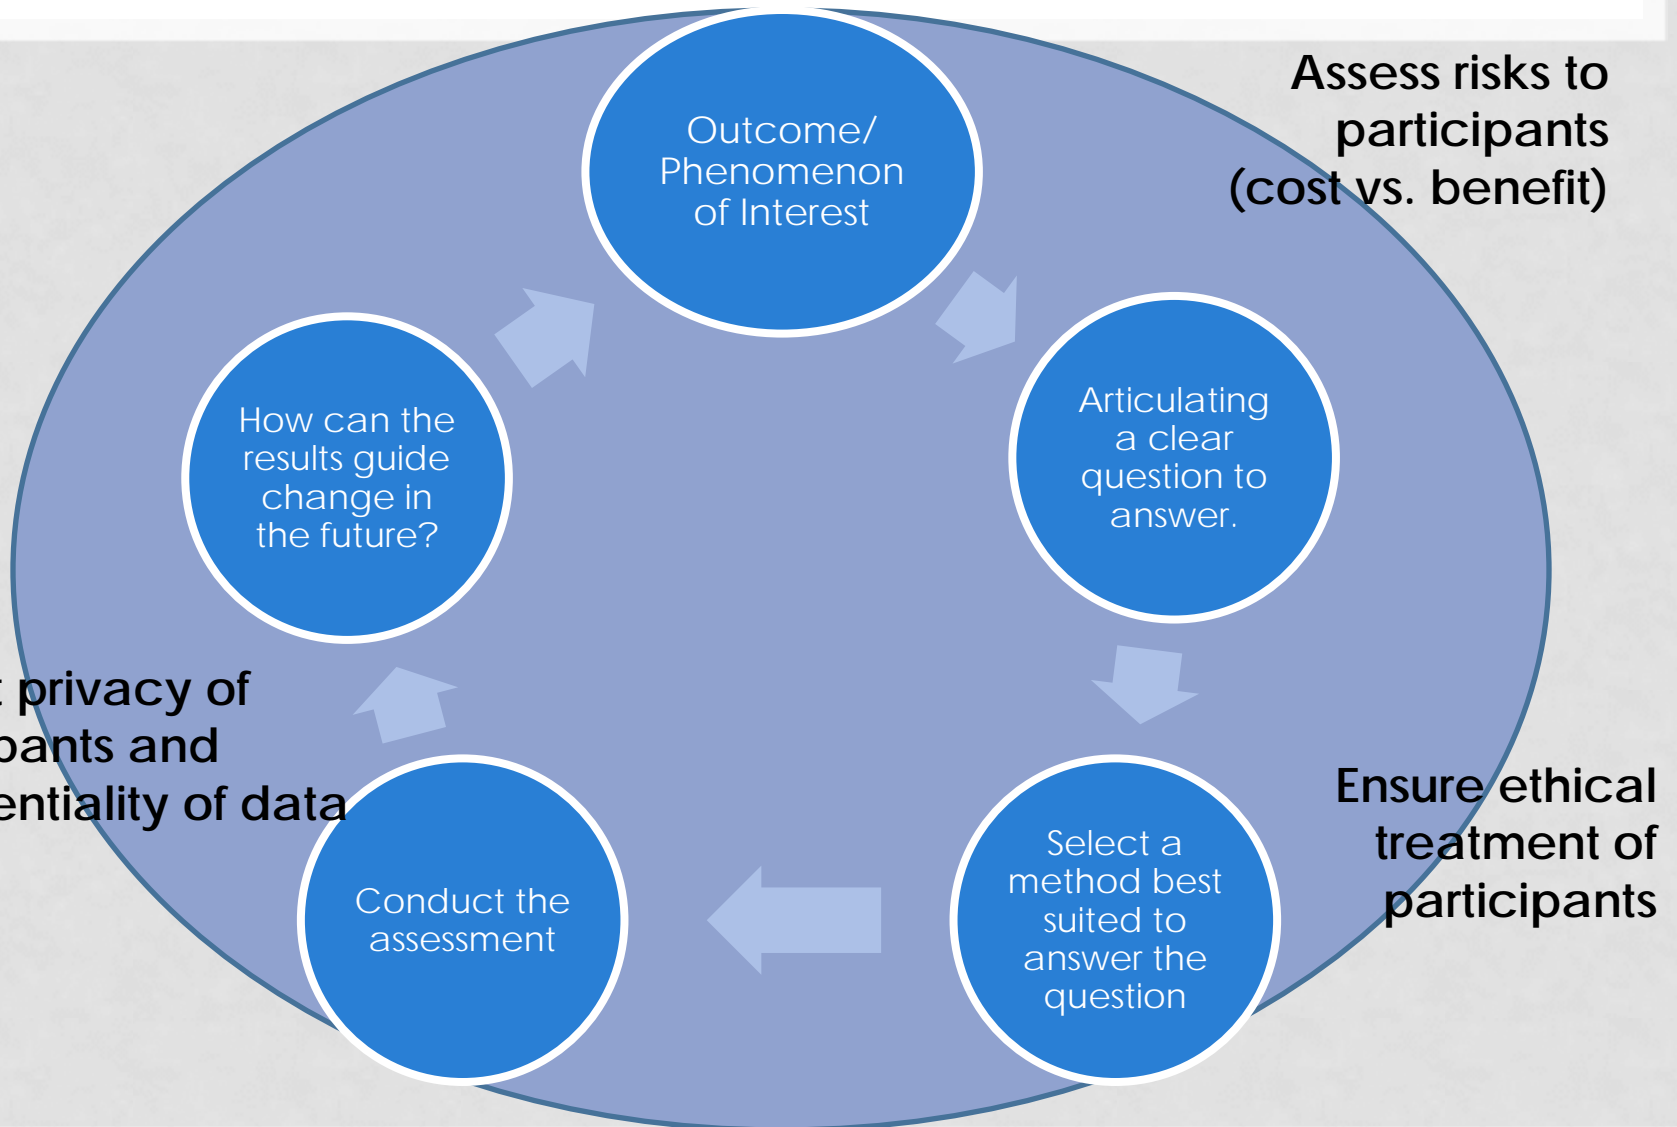 Outcome/
Phenomenon
of Interest
Assess risks to
participants
(cost vs. benefit)
Articulating
a clear
question to
answer.
Select a
method best
suited to
answer the
question
Ensure ethical
treatment of
participants
Conduct the
assessment
privacy of
and
of data
How can the
results guide
change in
the future?